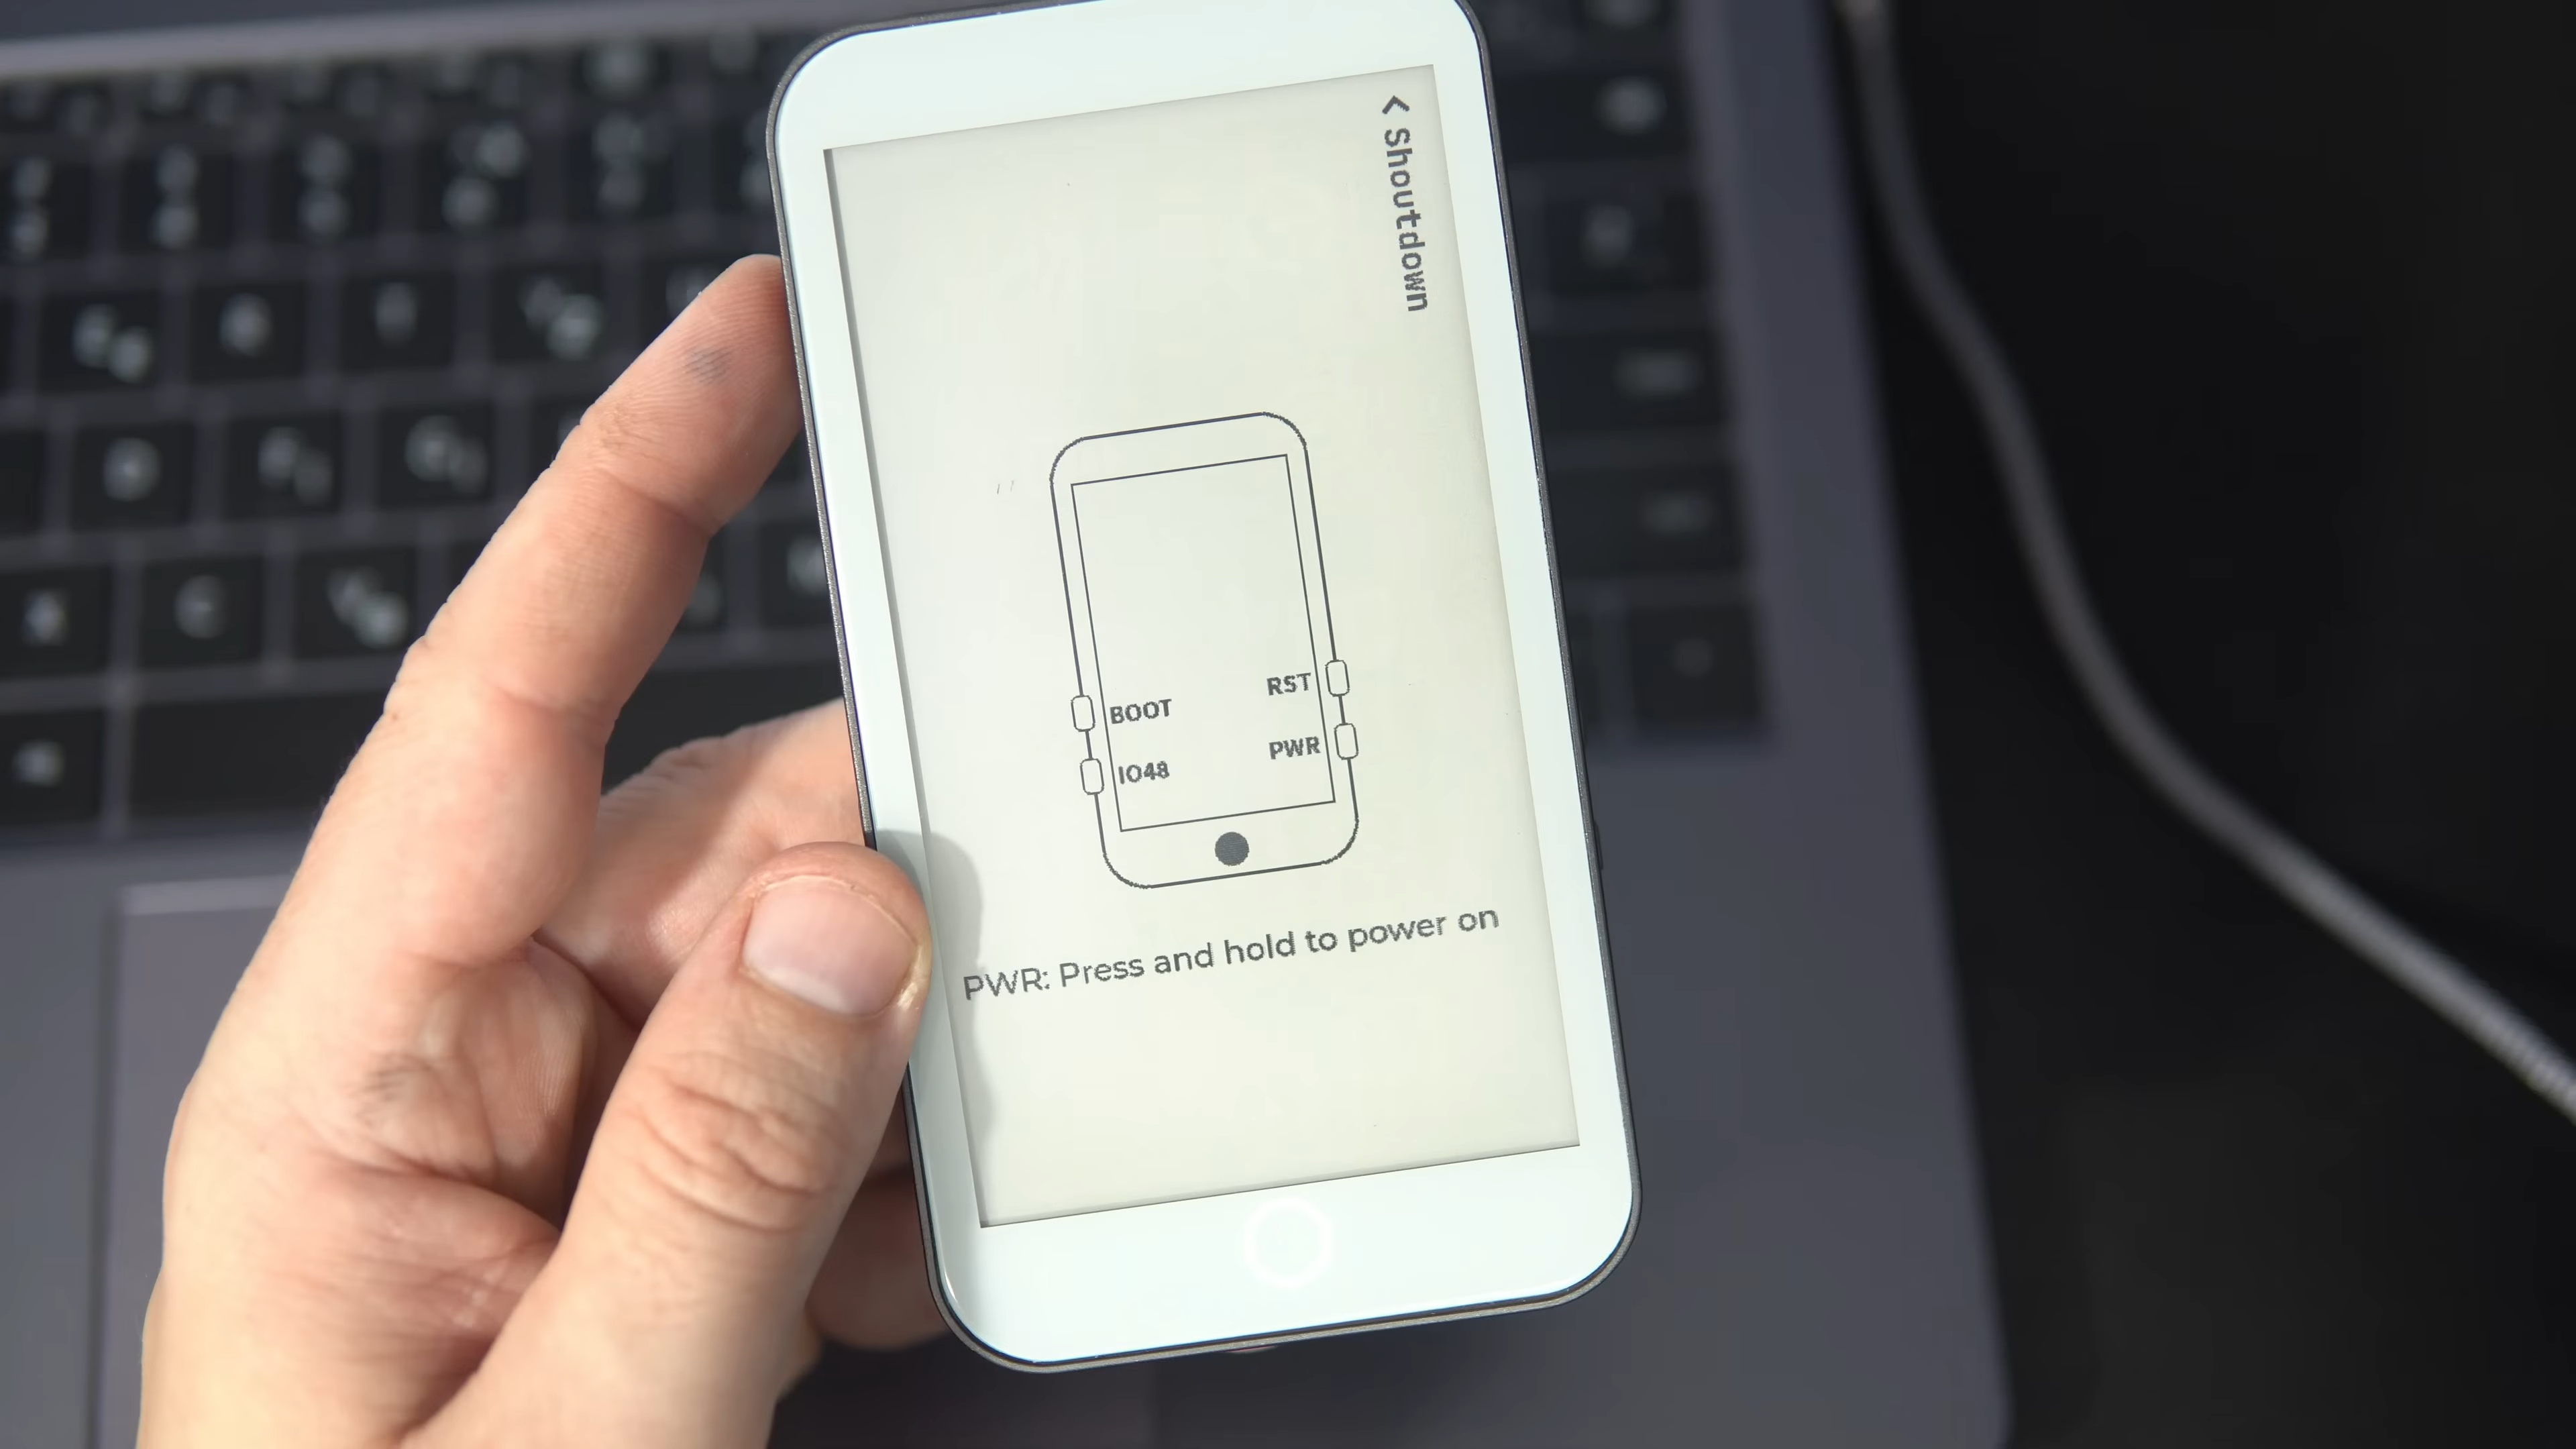 < Shoutdown
BOOT
RST
IO48
PWR
PWR: Press and hold to power on